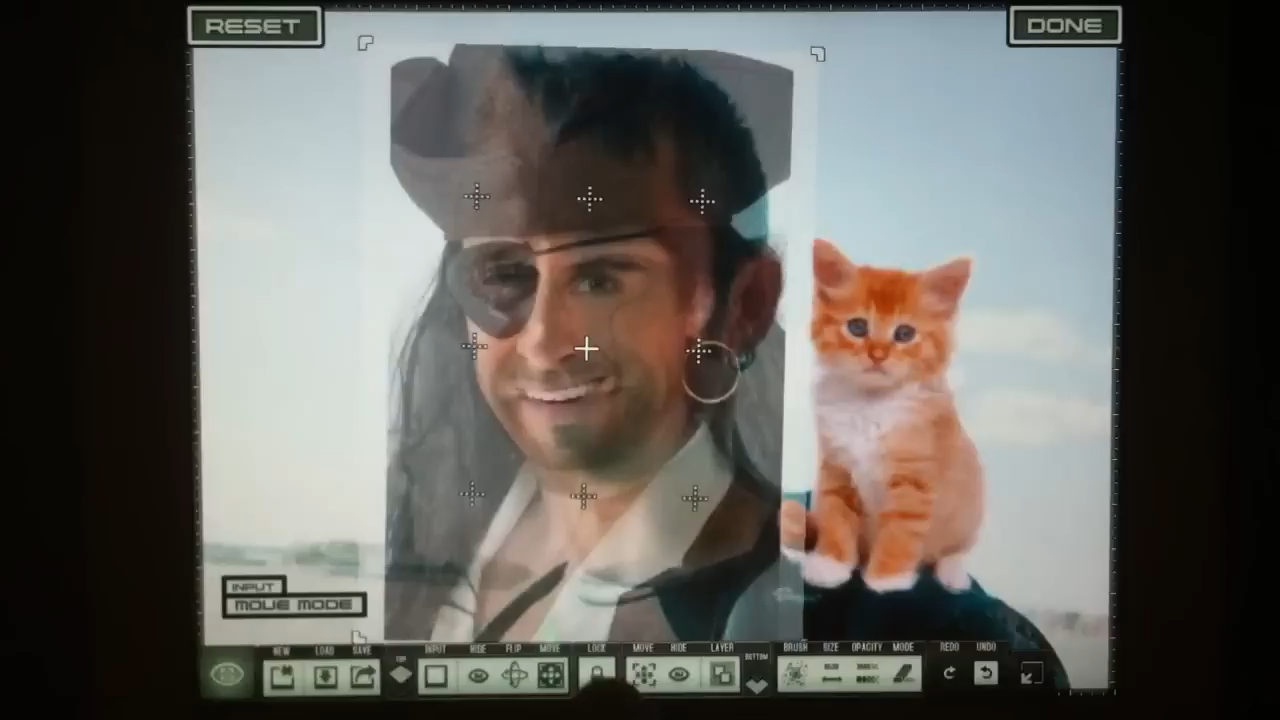 RESET
DONE
INPUT
MOVE MODE
NEW LOAD SAVE TOP INPUT HIDE FLIP MOVE LOCK MOVE HIDE LAYER BOTTOM BRUSH SIZE OPACITY MODE REDO UNDO